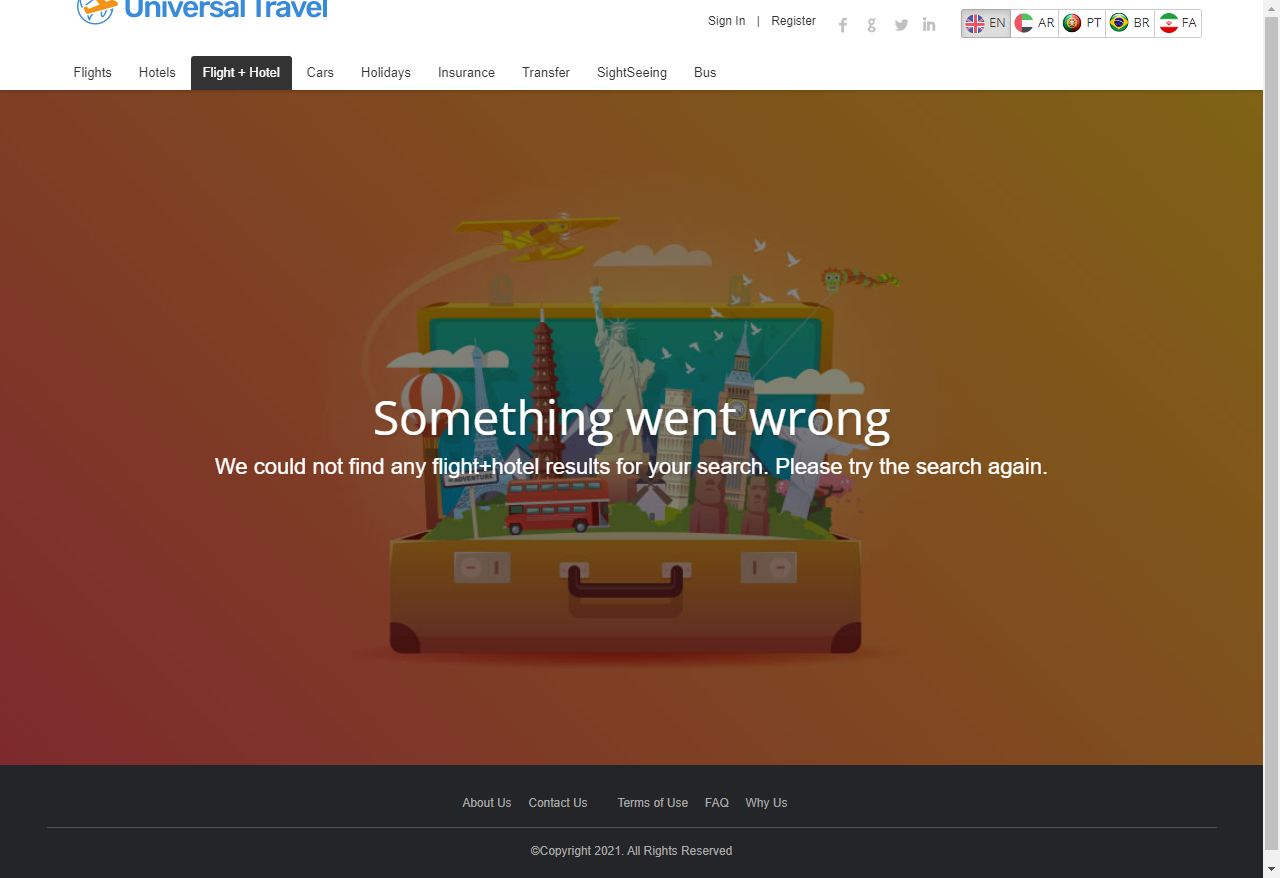 Universal Travel
Sign In | Register
EN AR PT BR FA
Flights Hotels Flight + Hotel Cars Holidays Insurance Transfer SightSeeing Bus
Something went wrong
We could not find any flight+hotel results for your search. Please try the search again.
ADVENTURE
About Us Contact Us Terms of Use FAQ Why Us
©Copyright 2021. All Rights Reserved